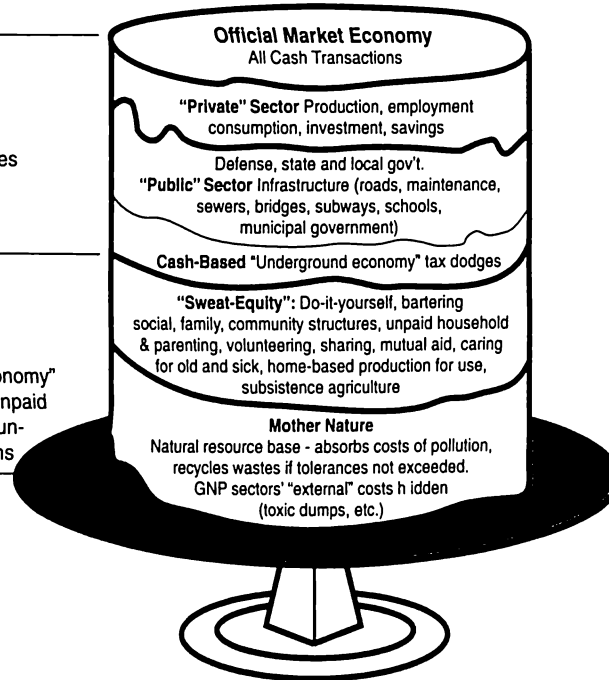 Official Market Economy
All Cash Transactions
"Private" Sector Production, employment
consumption, investment, savings
Defense, state and local gov't.
"Public" Sector Infrastructure (roads, maintenance,
sewers, bridges, subways, schools,
municipal government)
Cash-Based "Underground economy" tax dodges
"Sweat-Equity": Do-it-yourself, bartering
social, family, community structures, unpaid household
& parenting, volunteering, sharing, mutual aid, caring
for old and sick, home-based production for use,
subsistence agriculture
Mother Nature
Natural resource base - absorbs costs of pollution,
recycles wastes if tolerances not exceeded.
GNP sectors' "external" costs h idden
(toxic dumps, etc.)
es
onomy"
npaid
un-
ns